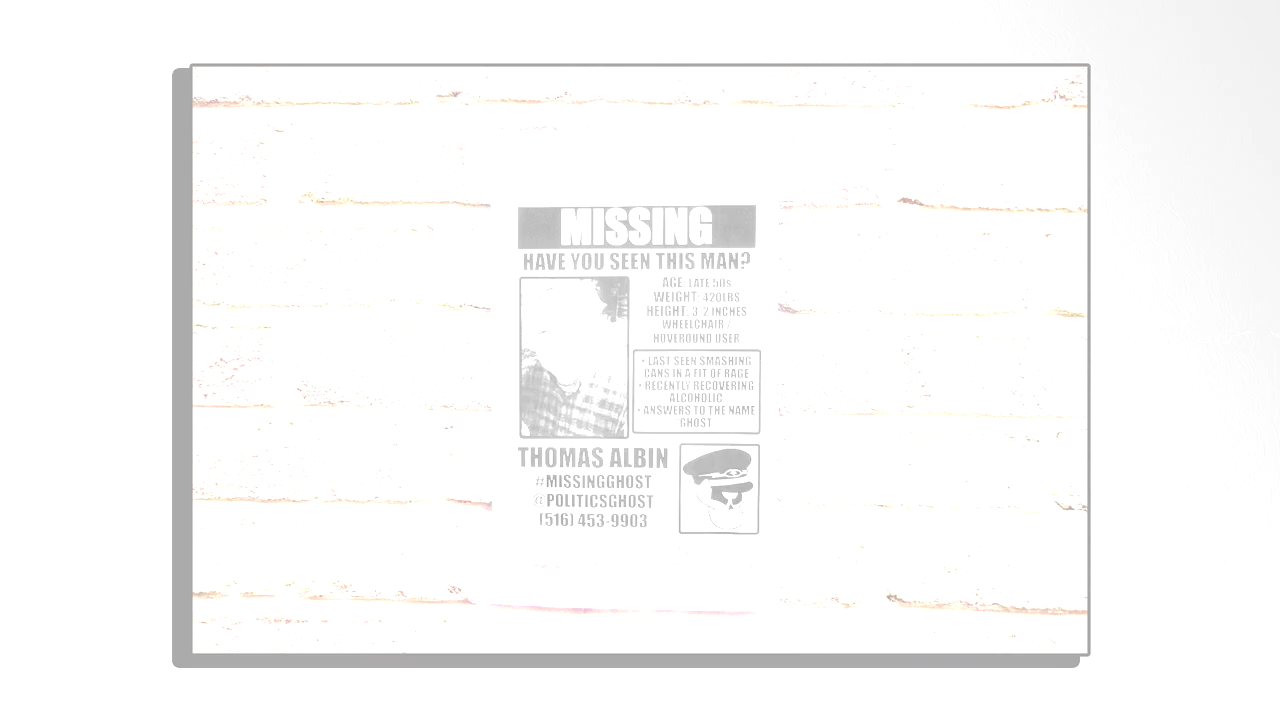 MISSING
HAVE YOU SEEN THIS MAN?
AGE: LATE 50s
WEIGHT: 420LBS
HEIGHT: 3' 2 INCHES
WHEELCHAIR /
HOVEROUND USER
• LAST SEEN SMASHING
CANS IN A FIT OF RAGE
• RECENTLY RECOVERING
ALCOHOLIC
• ANSWERS TO THE NAME
GHOST
THOMAS ALBIN
#MISSINGGHOST
@POLITICSGHOST
(516) 453-9903